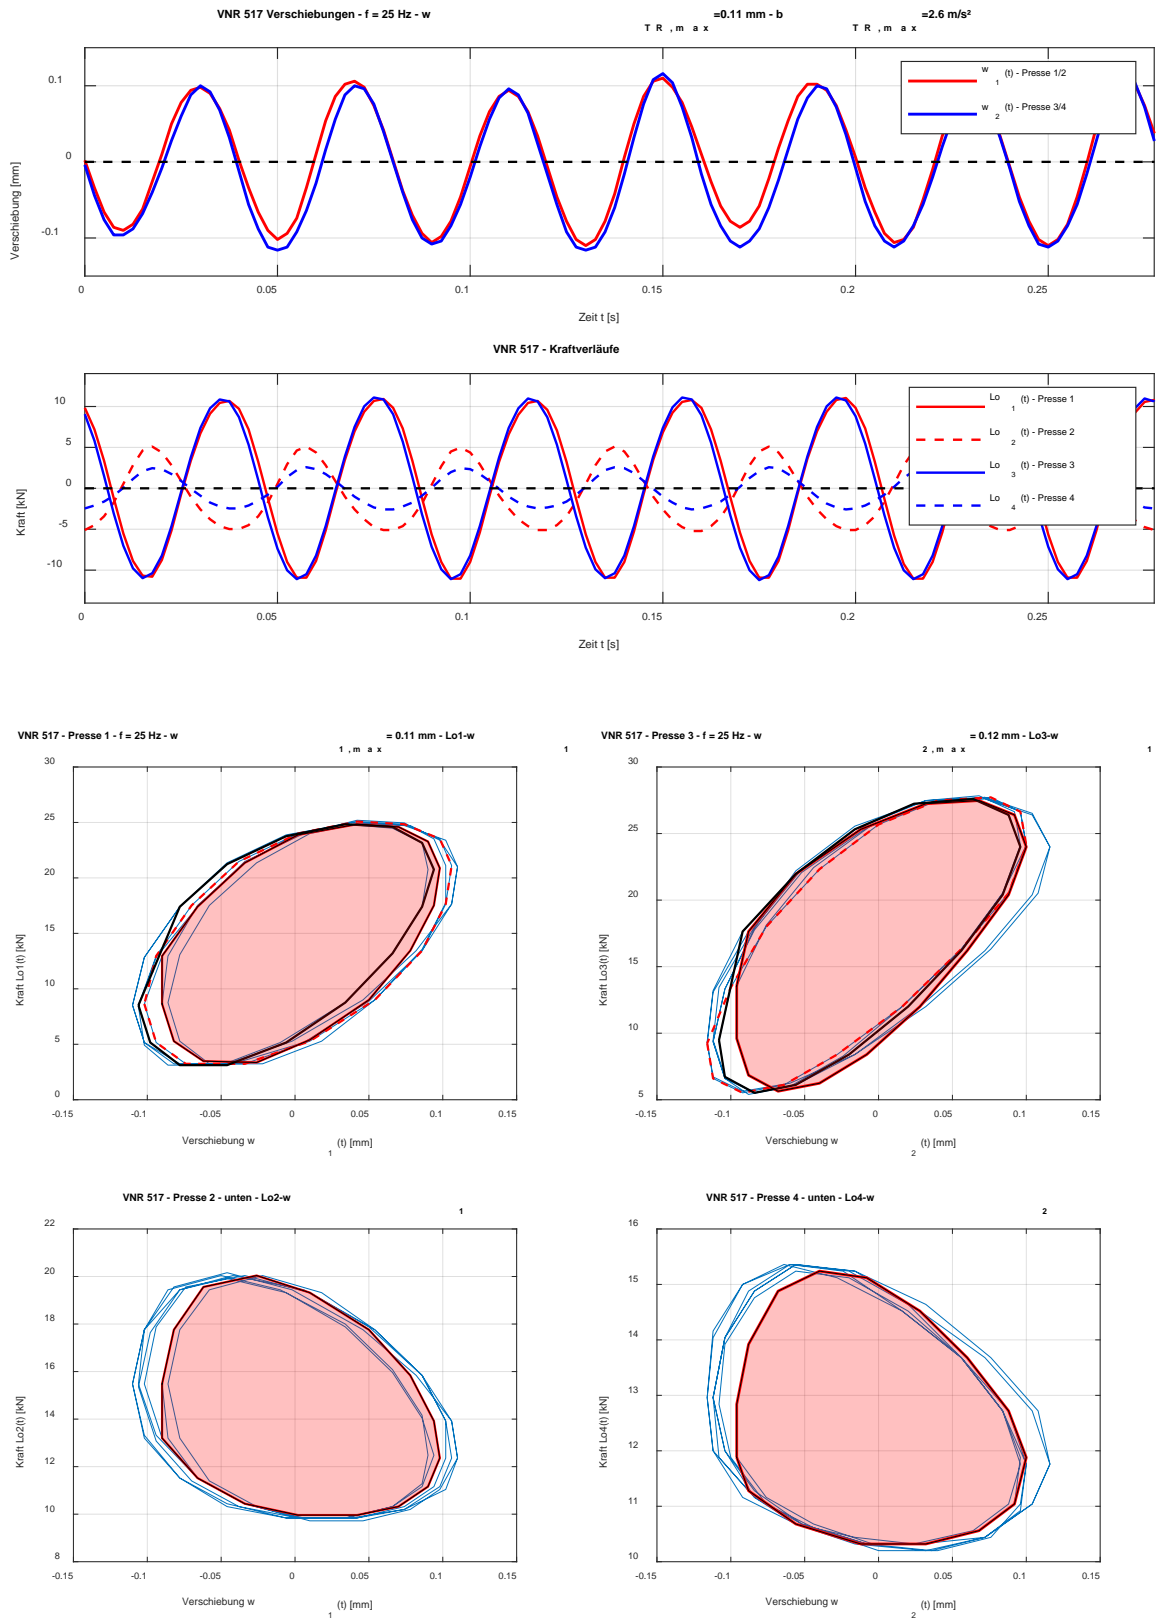 VNR 517 Verschiebungen - f = 25 Hz - w TR,max =0.11 mm - b TR,max =2.6 m/s²
0.1
0
-0.1
Verschiebung [mm]
w 1 (t) - Presse 1/2
w 2 (t) - Presse 3/4
0 0.05 0.1 0.15 0.2 0.25
Zeit t [s]
VNR 517 - Kraftverläufe
10
5
0
-5
-10
Kraft [kN]
Lo 1 (t) - Presse 1
Lo 2 (t) - Presse 2
Lo 3 (t) - Presse 3
Lo 4 (t) - Presse 4
0 0.05 0.1 0.15 0.2 0.25
Zeit t [s]
VNR 517 - Presse 1 - f = 25 Hz - w 1,max = 0.11 mm - Lo1-w 1
30
25
20
15
10
5
0
Kraft Lo1(t) [kN]
-0.15 -0.1 -0.05 0 0.05 0.1 0.15
Verschiebung w 1 (t) [mm]
VNR 517 - Presse 3 - f = 25 Hz - w 2,max = 0.12 mm - Lo3-w 1
30
25
20
15
10
5
Kraft Lo3(t) [kN]
-0.15 -0.1 -0.05 0 0.05 0.1 0.15
Verschiebung w 2 (t) [mm]
VNR 517 - Presse 2 - unten - Lo2-w 1
22
20
18
16
14
12
10
8
Kraft Lo2(t) [kN]
-0.15 -0.1 -0.05 0 0.05 0.1 0.15
Verschiebung w 1 (t) [mm]
VNR 517 - Presse 4 - unten - Lo4-w 2
16
15
14
13
12
11
10
Kraft Lo4(t) [kN]
-0.15 -0.1 -0.05 0 0.05 0.1 0.15
Verschiebung w 2 (t) [mm]